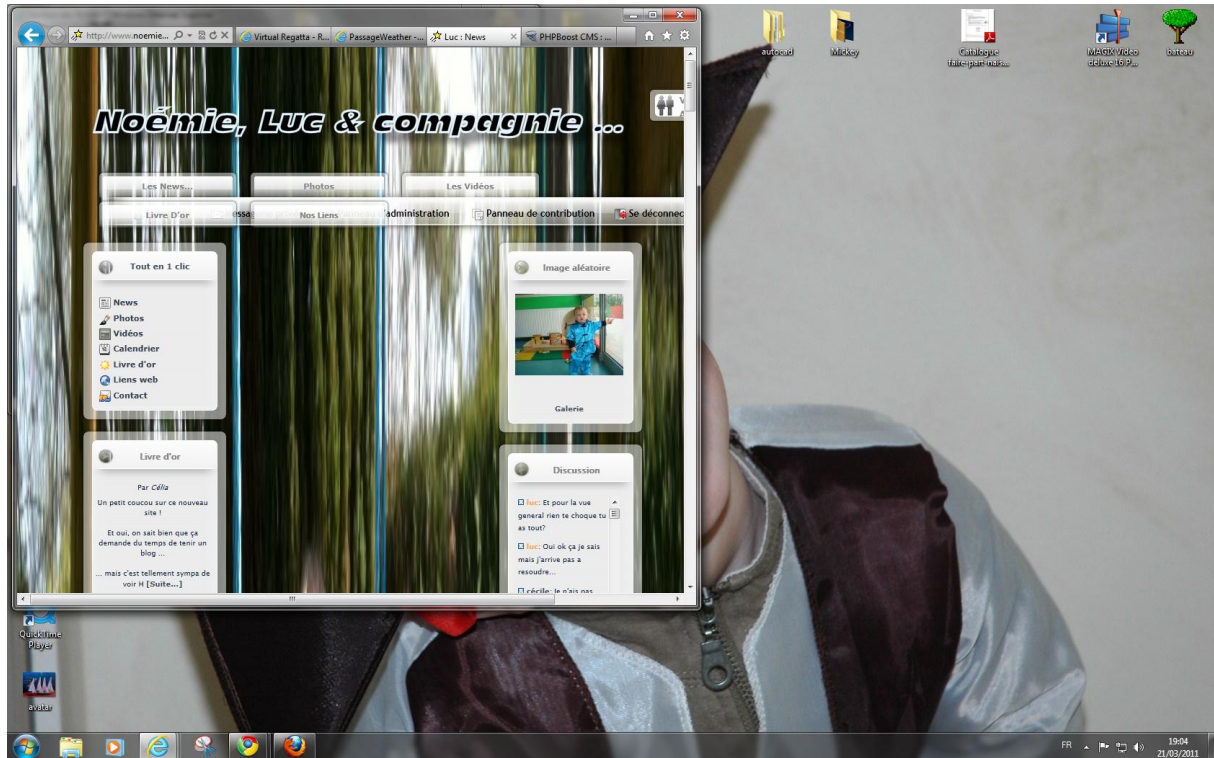 http://www.noemie...
Virtual Regatta - R...
PassageWeather -...
Luc : News
PHPBoost CMS : ...
Noémie, Luc & compagnie ...
Les News...
Photos
Les Vidéos
Livre D'or
Nos Liens
d'administration
Panneau de contribution
Se déconnec
Tout en 1 clic
News
Photos
Vidéos
Calendrier
Livre d'or
Liens web
Contact
Livre d'or
Par Célia
Un petit coucou sur ce nouveau
site !
Et oui, on sait bien que ça
demande du temps de tenir un
blog ...
... mais c'est tellement sympa de
voir H [Suite...]
Image aléatoire
Galerie
Discussion
luc: Et pour la vue
general rien te choque tu
as tout?
luc: Oui ok ça je sais
mais j'arrive pas a
resoudre...
cécile: Je n'ais pas
autocad
Mickey
Catalogue
faire-part-nais...
MAGIX Video
deluxe 16 P...
bateau
QuickTime
Player
avatar
FR
19:04
21/03/2011